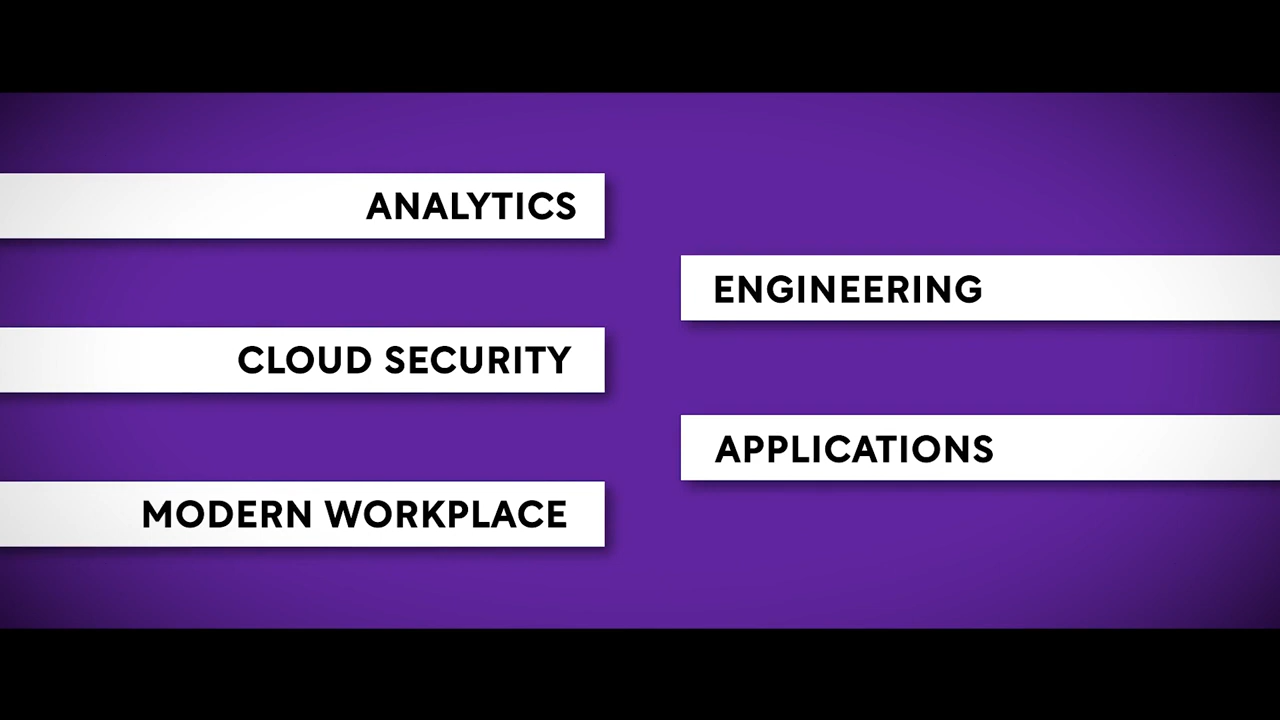 ANALYTICS
ENGINEERING
CLOUD SECURITY
APPLICATIONS
MODERN WORKPLACE